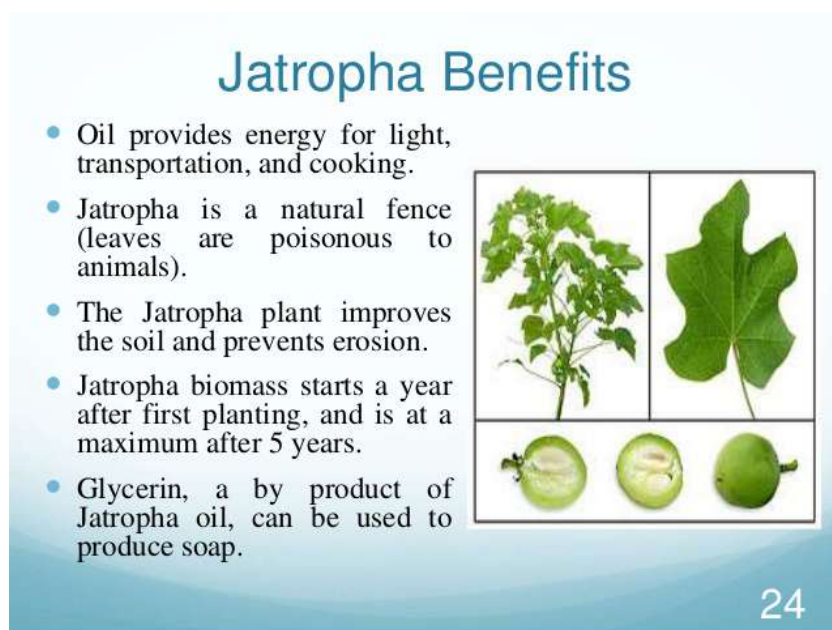 Jatropha Benefits
Oil provides energy for light,
transportation, and cooking.
Jatropha is a natural fence
(leaves are poisonous to
animals).
The Jatropha plant improves
the soil and prevents erosion.
Jatropha biomass starts a year
after first planting, and is at a
maximum after 5 years.
Glycerin, a by product of
Jatropha oil, can be used to
produce soap.
24